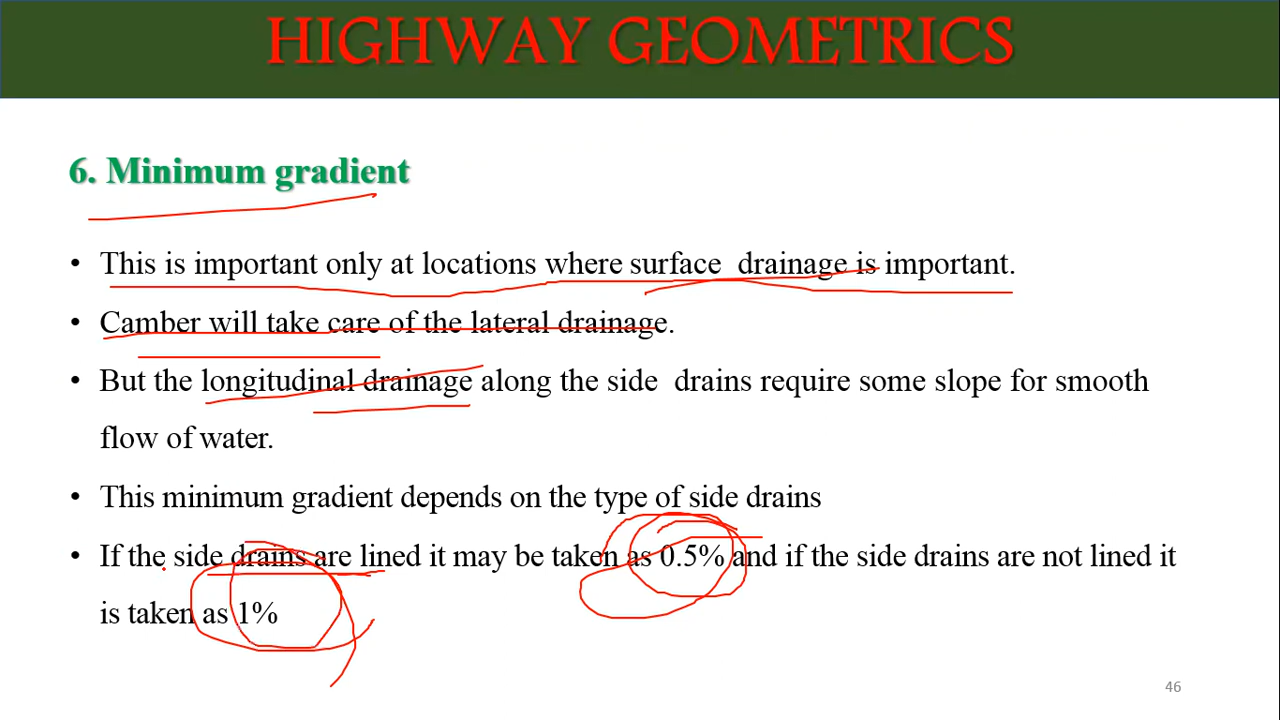 HIGHWAY GEOMETRICS
6. Minimum gradient
• This is important only at locations where surface drainage is important.
• Camber will take care of the lateral drainage.
• But the longitudinal drainage along the side drains require some slope for smooth
flow of water.
• This minimum gradient depends on the type of side drains
• If the side drains are lined it may be taken as 0.5% and if the side drains are not lined it
is taken as 1%
46